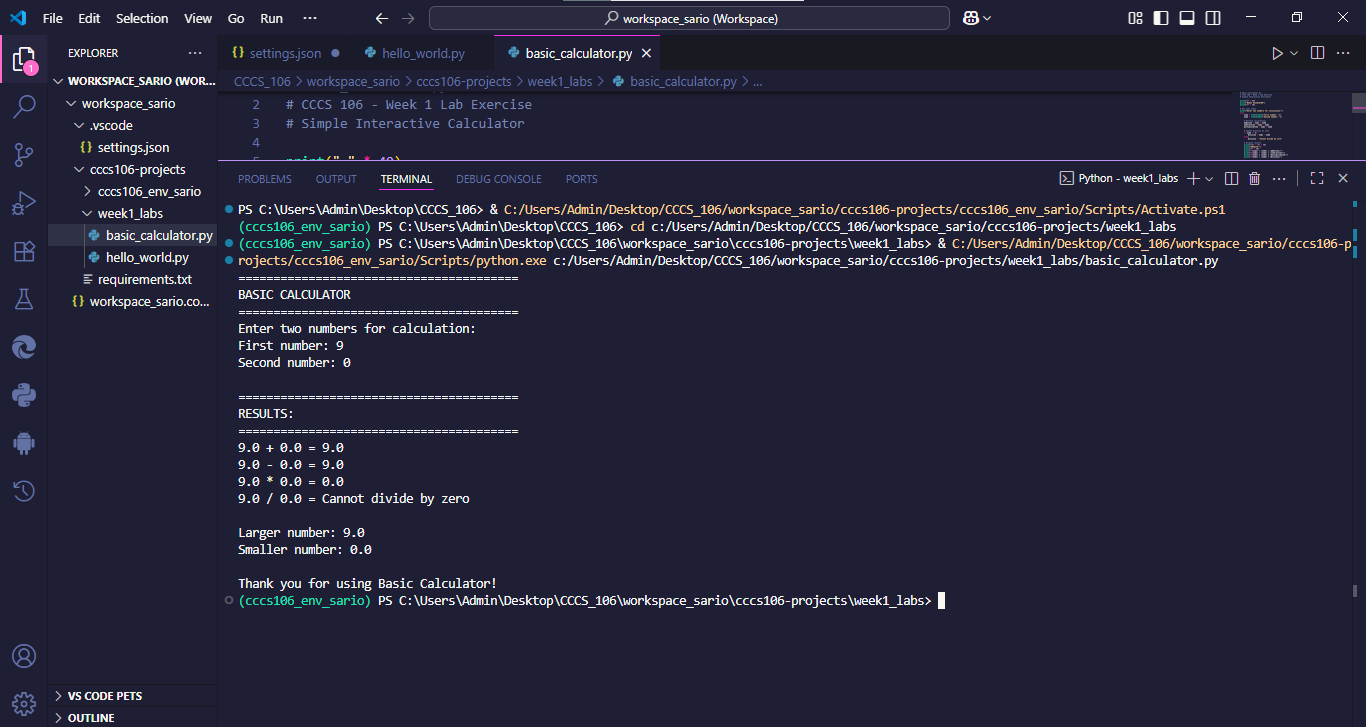 File Edit Selection View Go Run ··· workspace_sario (Workspace)
EXPLORER ···
WORKSPACE_SARIO (WOR...
workspace_sario
.vscode
{} settings.json
cccs106-projects
cccs106_env_sario
week1_labs
basic_calculator.py
hello_world.py
requirements.txt
{} workspace_sario.co...
VS CODE PETS
OUTLINE
1
{} settings.json hello_world.py basic_calculator.py
CCCS_106 > workspace_sario > cccs106-projects > week1_labs > basic_calculator.py > ...
2 # CCCS 106 - Week 1 Lab Exercise
3 # Simple Interactive Calculator
4
PROBLEMS OUTPUT TERMINAL DEBUG CONSOLE PORTS Python - week1_labs
PS C:\Users\Admin\Desktop\CCCS_106> & C:/Users/Admin/Desktop/CCCS_106/workspace_sario/cccs106-projects/cccs106_env_sario/Scripts/Activate.ps1
(cccs106_env_sario) PS C:\Users\Admin\Desktop\CCCS_106> cd c:/Users/Admin/Desktop/CCCS_106/workspace_sario/cccs106-projects/week1_labs
(cccs106_env_sario) PS C:\Users\Admin\Desktop\CCCS_106\workspace_sario\cccs106-projects\week1_labs> & C:/Users/Admin/Desktop/CCCS_106/workspace_sario/cccs106-p
rojects/cccs106_env_sario/Scripts/python.exe c:/Users/Admin/Desktop/CCCS_106/workspace_sario/cccs106-projects/week1_labs/basic_calculator.py
========================================
BASIC CALCULATOR
========================================
Enter two numbers for calculation:
First number: 9
Second number: 0
========================================
RESULTS:
========================================
9.0 + 0.0 = 9.0
9.0 - 0.0 = 9.0
9.0 * 0.0 = 0.0
9.0 / 0.0 = Cannot divide by zero
Larger number: 9.0
Smaller number: 0.0
Thank you for using Basic Calculator!
(cccs106_env_sario) PS C:\Users\Admin\Desktop\CCCS_106\workspace_sario\cccs106-projects\week1_labs>